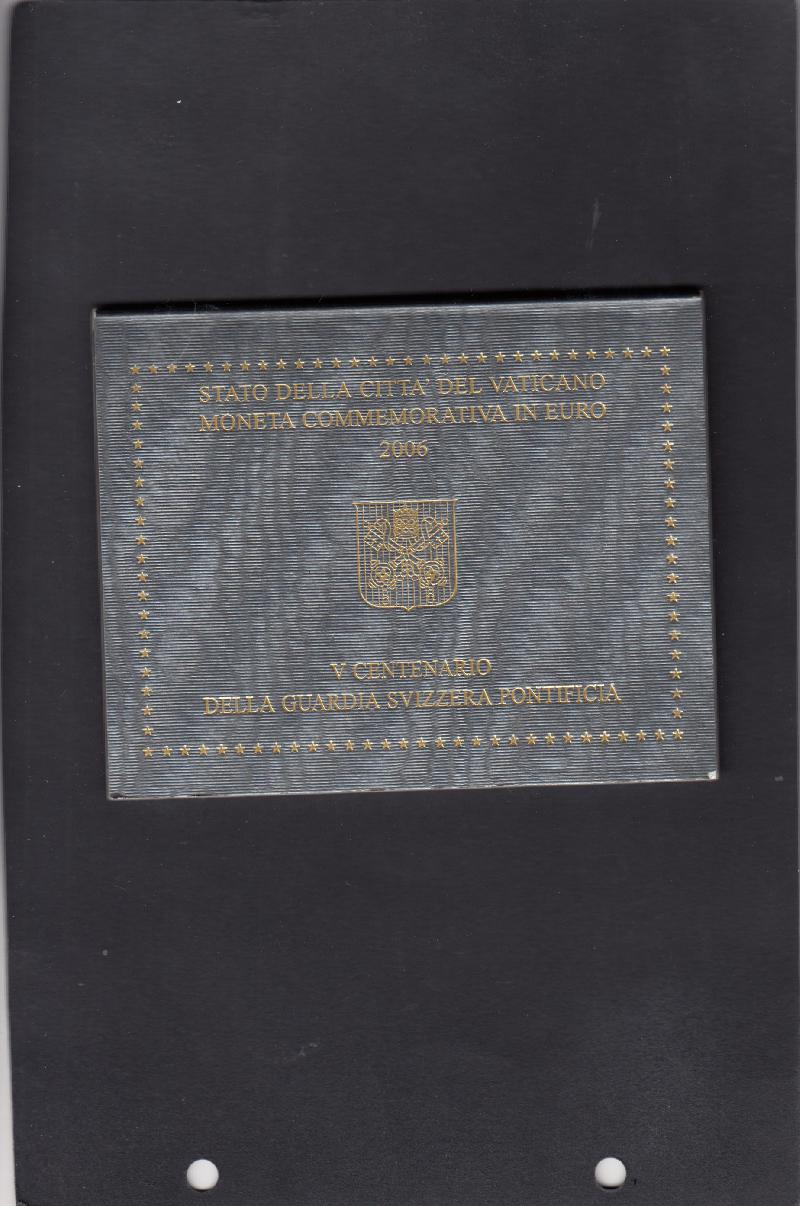 STATO DELLA CITTA' DEL VATICANO
MONETA COMMEMORATIVA IN EURO
2006
V CENTENARIO
DELLA GUARDIA SVIZZERA PONTIFICIA